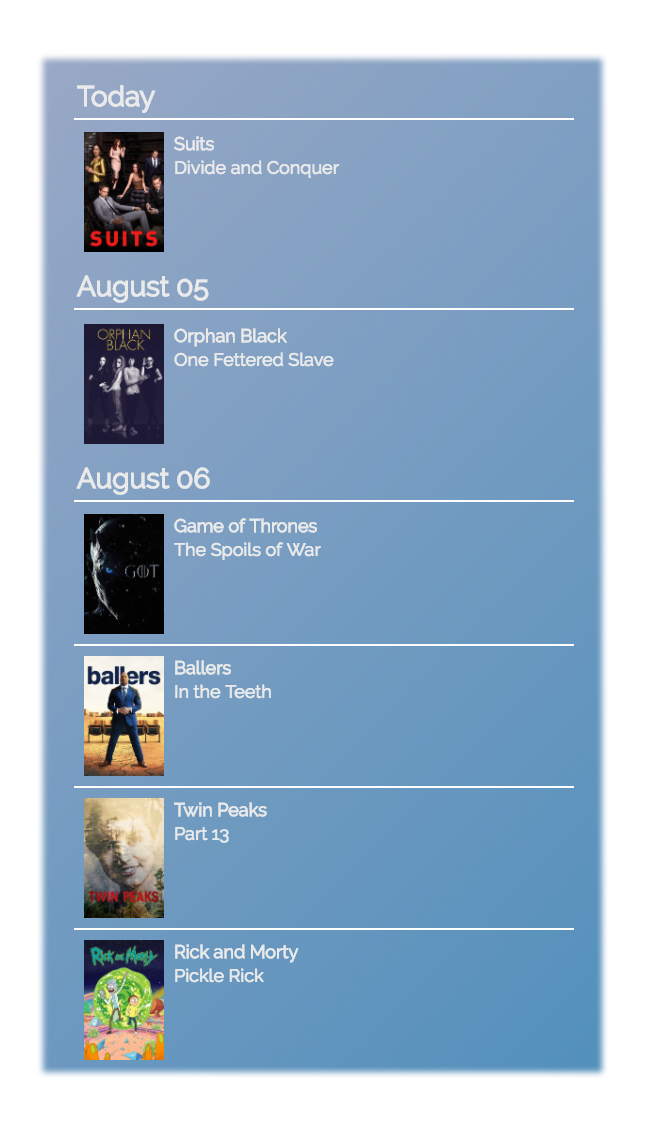 Today
SUITS
Suits
Divide and Conquer
August 05
ORPHAN
BLACK
Orphan Black
One Fettered Slave
August 06
GOT
Game of Thrones
The Spoils of War
ballers
Ballers
In the Teeth
TWIN PEAKS
Twin Peaks
Part 13
Rick and Morty
Rick and Morty
Pickle Rick